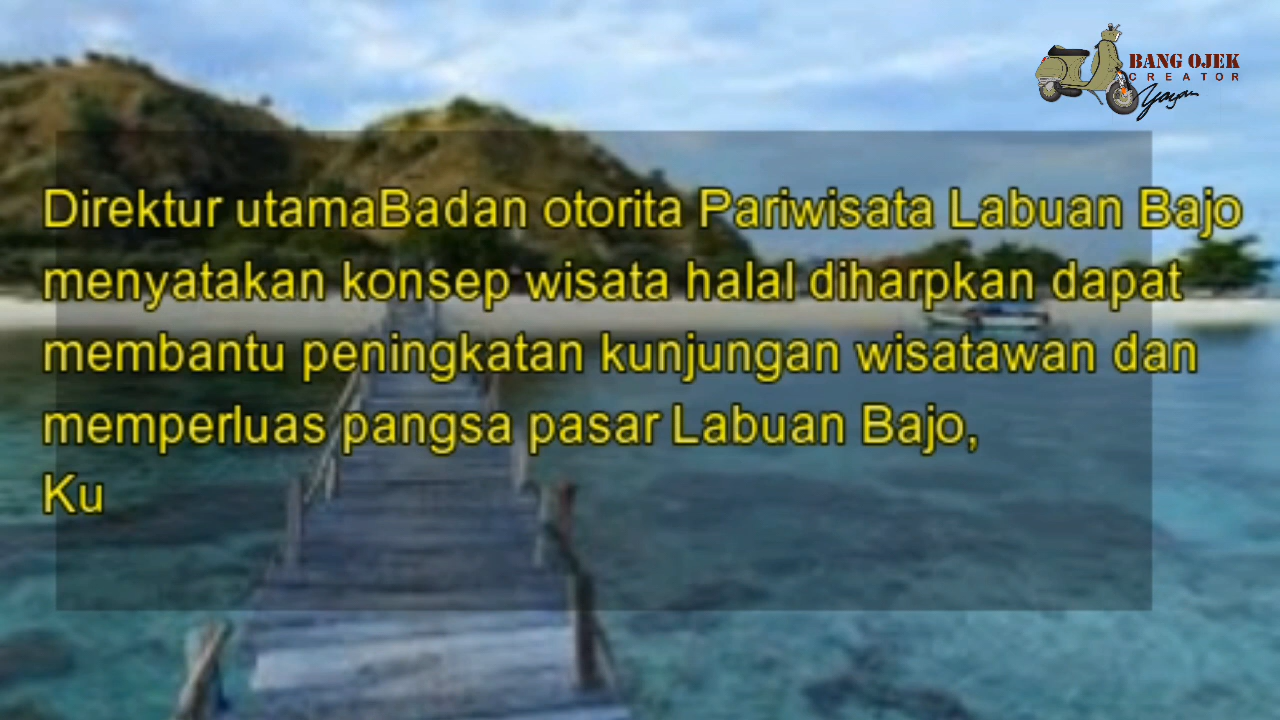 BANG OJEK
CREATOR
Yayan
Direktur utamaBadan otorita Pariwisata Labuan Bajo
menyatakan konsep wisata halal diharpkan dapat
membantu peningkatan kunjungan wisatawan dan
memperluas pangsa pasar Labuan Bajo,
Ku